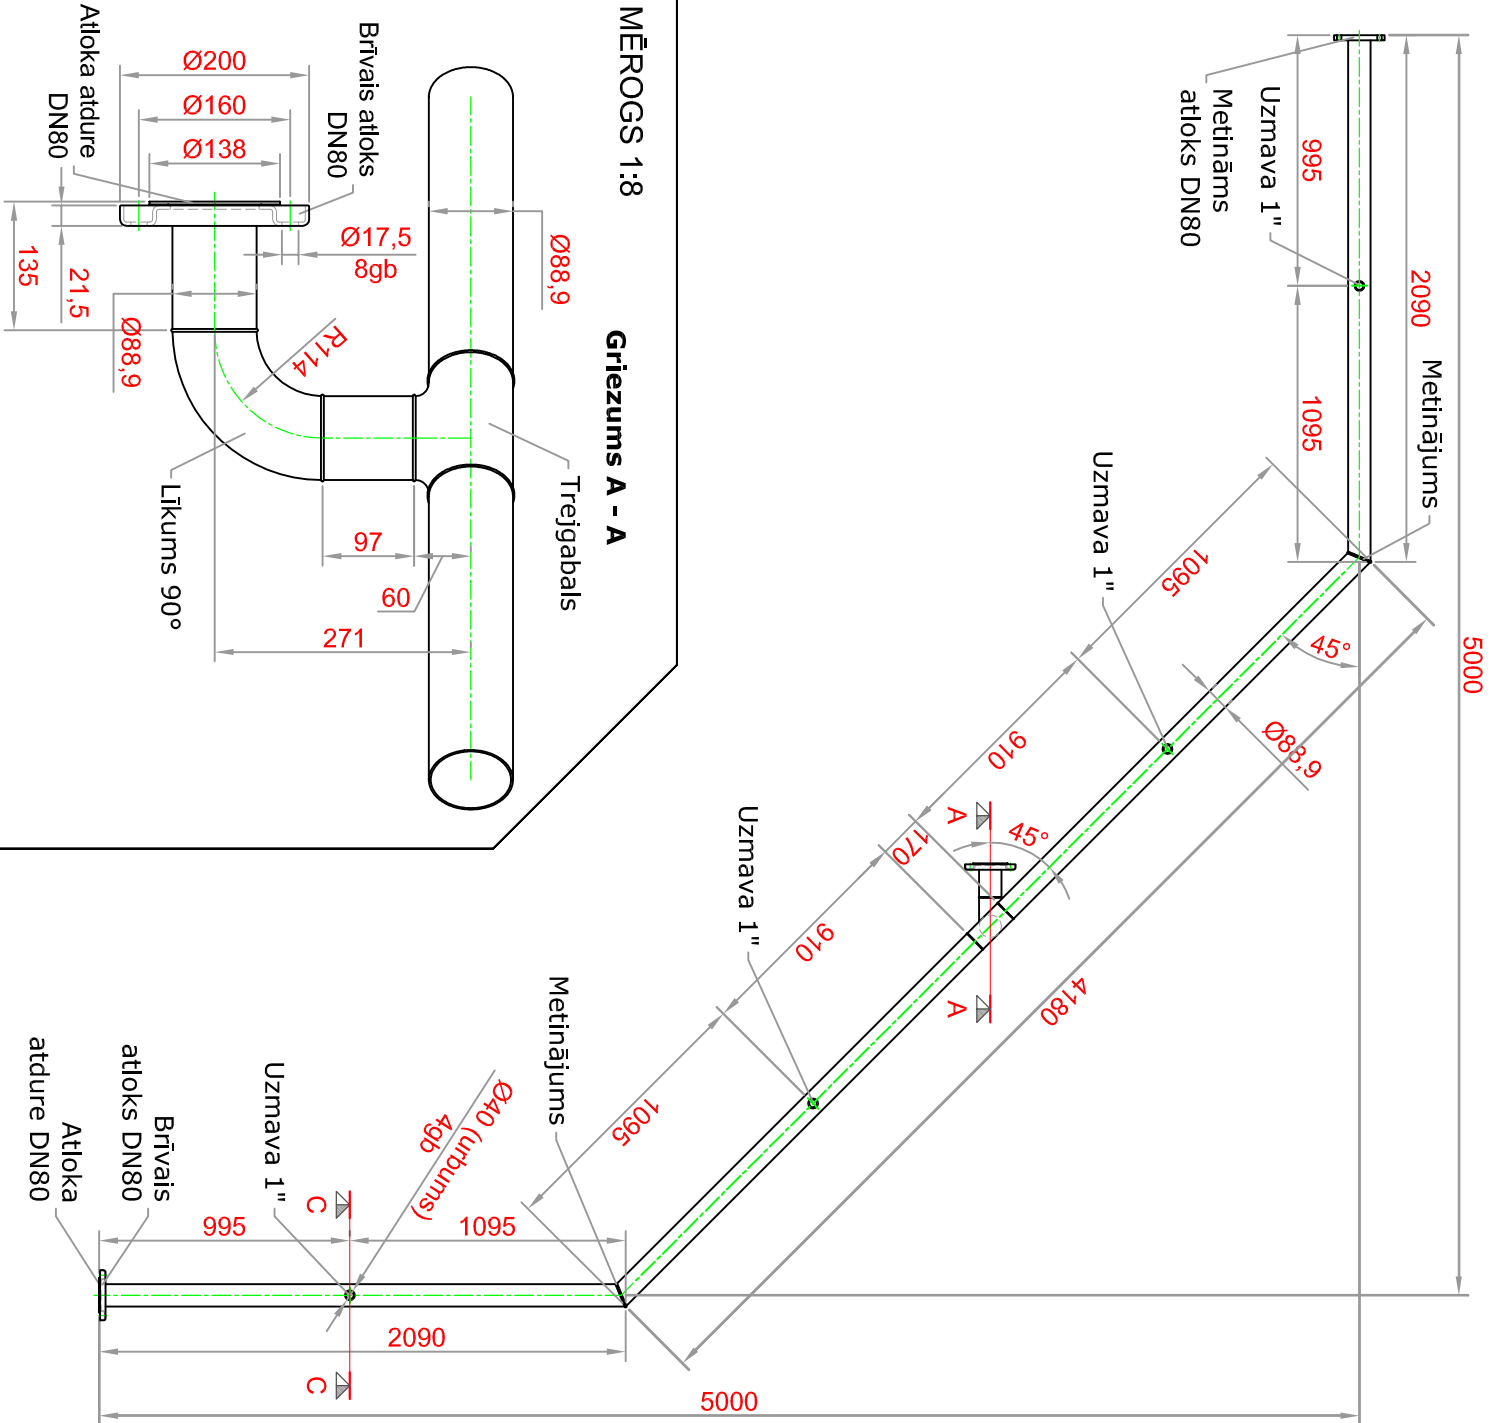 MĒROGS 1:8
Griezums A - A
Brīvais atloks
DN80
Atloka atdure
DN80
Ø200
Ø160
Ø138
Ø17,5
8gb
Ø88,9
21,5
135
Ø88,9
R114
Līkums 90°
Trejgabals
97
60
271
5000
2090
995
1095
Uzmava 1"
Metināms
atloks DN80
Metinājums
Uzmava 1"
1095
45°
Ø88,9
910
A
45°
170
A
4180
Uzmava 1"
910
1095
Metinājums
Ø40 (urbums)
4gb
Uzmava 1"
C
995
1095
Brīvais
atloks DN80
Atloka
atdure DN80
2090
C
5000